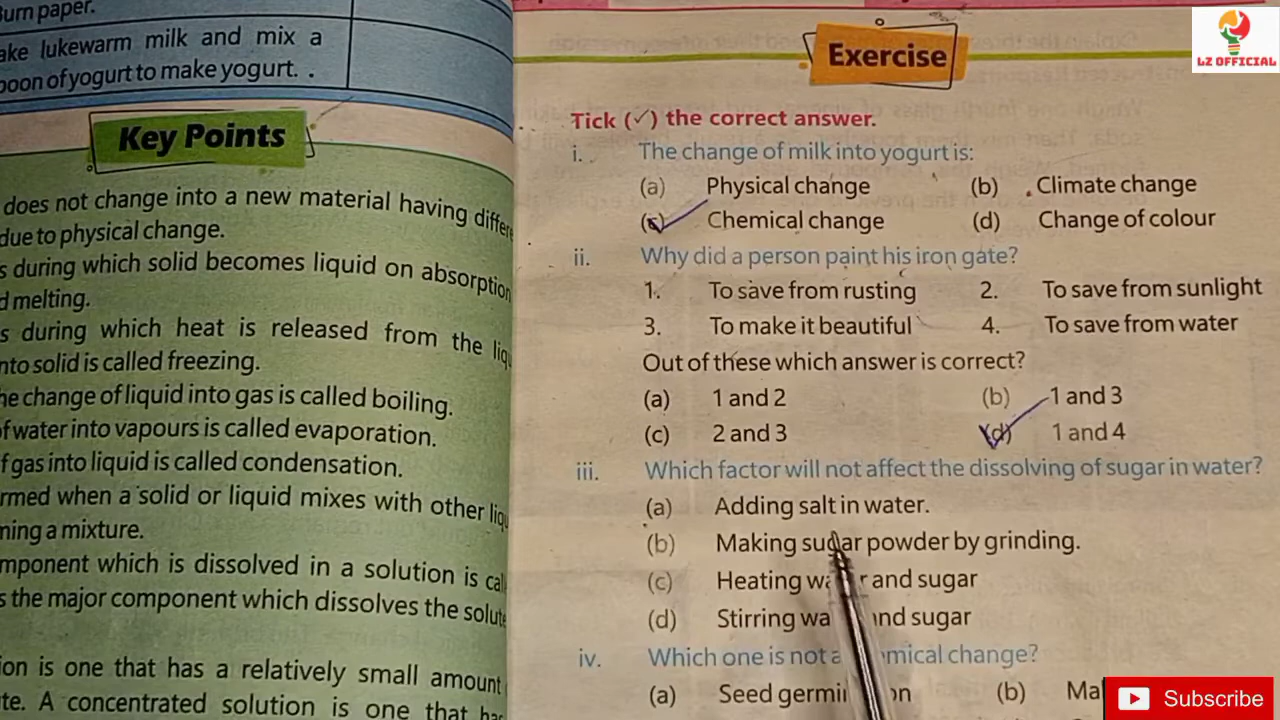 Burn paper.
ake lukewarm milk and mix a
poon of yogurt to make yogurt. .
Key Points
does not change into a new material having
due to physical change.
s during which solid becomes liquid on absorption
d melting.
s during which heat is released from the
nto solid is called freezing.
he change of liquid into gas is called boiling.
of water into vapours is called evaporation.
f gas into liquid is called condensation.
rmed when a solid or liquid mixes with other
ming a mixture.
mponent which is dissolved in a solution is
s the major component which dissolves the solute
ion is one that has a relatively small amount
te. A concentrated solution is one that
LZ OFFICIAL
Exercise
Tick (✓) the correct answer.
i. The change of milk into yogurt is:
(a) Physical change (b) Climate change
(c) Chemical change (d) Change of colour
ii. Why did a person paint his iron gate?
1. To save from rusting 2. To save from sunlight
3. To make it beautiful 4. To save from water
Out of these which answer is correct?
(a) 1 and 2 (b) 1 and 3
(c) 2 and 3 (d) 1 and 4
iii. Which factor will not affect the dissolving of sugar in water?
(a) Adding salt in water.
(b) Making sugar powder by grinding.
(c) Heating water and sugar
(d) Stirring wa and sugar
iv. Which one is not a chemical change?
(a) Seed germi on (b) Ma
Subscribe